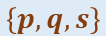 {p, q, s}